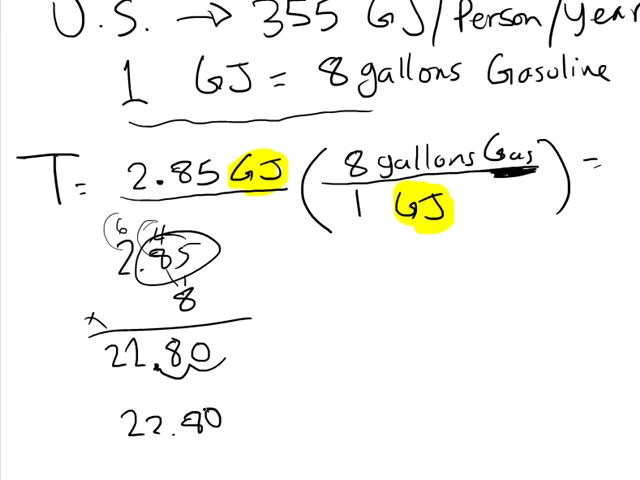 U.S. → 355 GJ/Person/year
1 GJ = 8 gallons Gasoline
T = 2.85 GJ ( 8 gallons Gas / 1 GJ ) =
6 4
2.85
× 8
21.80
22.80